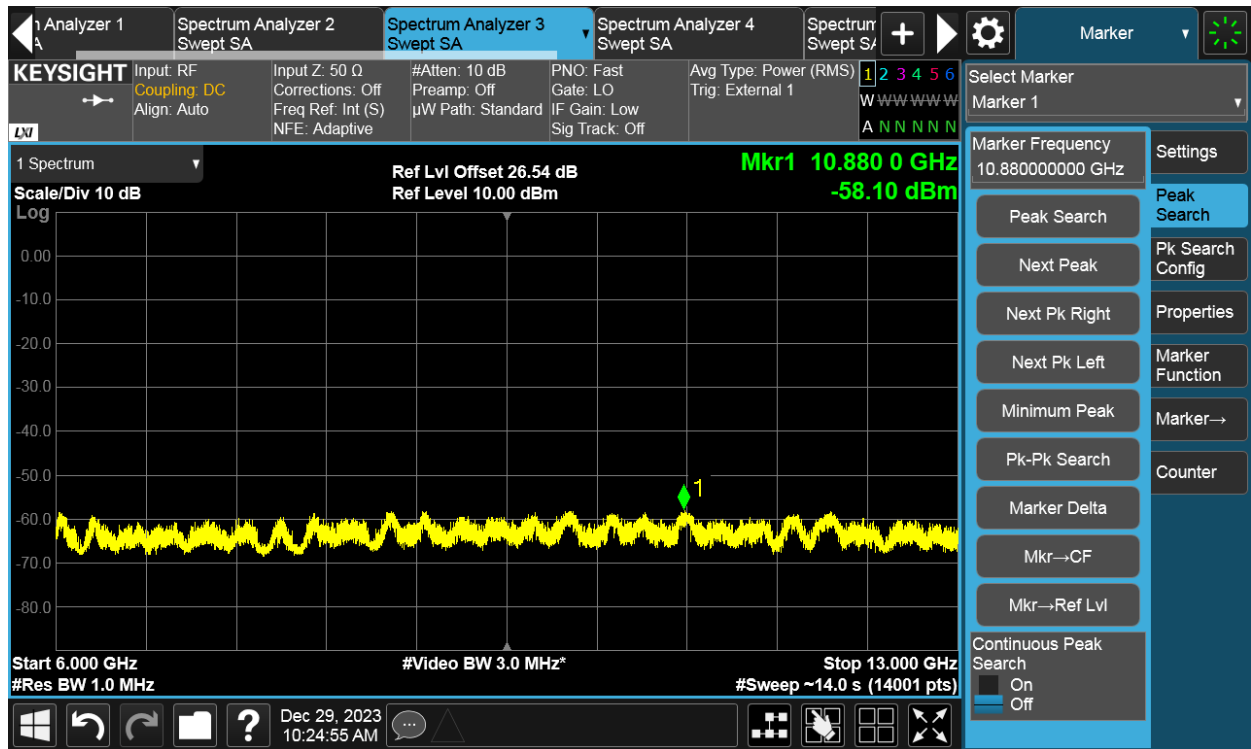 n Analyzer 1
A
Spectrum Analyzer 2
Swept SA
Spectrum Analyzer 3
Swept SA
Spectrum Analyzer 4
Swept SA
Spectrum
Swept SA
Marker
KEYSIGHT
LXI
Input: RF
Coupling: DC
Align: Auto
Input Z: 50 Ω
Corrections: Off
Freq Ref: Int (S)
NFE: Adaptive
#Atten: 10 dB
Preamp: Off
µW Path: Standard
PNO: Fast
Gate: LO
IF Gain: Low
Sig Track: Off
Avg Type: Power (RMS)
Trig: External 1
1 2 3 4 5 6
W W W W W W
A N N N N N
Select Marker
Marker 1
1 Spectrum
Scale/Div 10 dB
Log
Ref Lvl Offset 26.54 dB
Ref Level 10.00 dBm
Mkr1 10.880 0 GHz
-58.10 dBm
0.00
-10.0
-20.0
-30.0
-40.0
-50.0
-60.0
-70.0
-80.0
1
Start 6.000 GHz
#Res BW 1.0 MHz
#Video BW 3.0 MHz*
Stop 13.000 GHz
#Sweep ~14.0 s (14001 pts)
Marker Frequency
10.880000000 GHz
Peak Search
Next Peak
Next Pk Right
Next Pk Left
Minimum Peak
Pk-Pk Search
Marker Delta
Mkr→CF
Mkr→Ref Lvl
Continuous Peak
Search
On
Off
Settings
Peak
Search
Pk Search
Config
Properties
Marker
Function
Marker→
Counter
?
Dec 29, 2023
10:24:55 AM